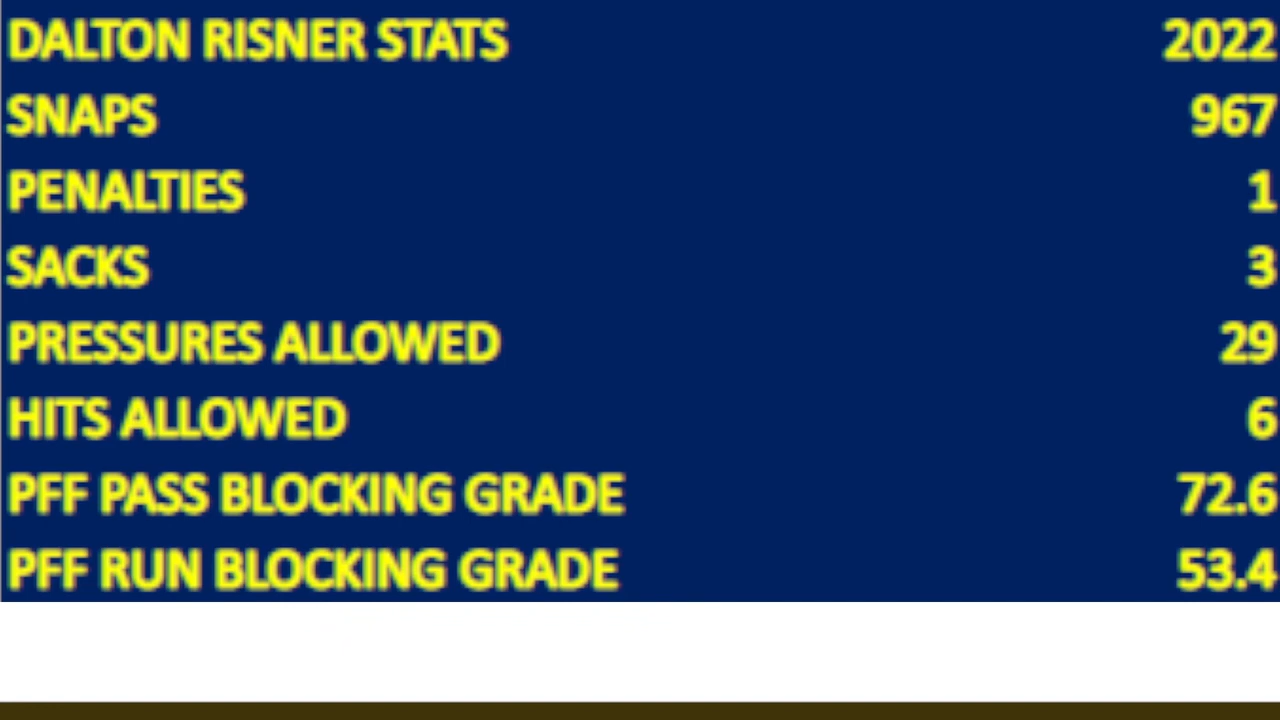 DALTON RISNER STATS 2022
SNAPS 967
PENALTIES 1
SACKS 3
PRESSURES ALLOWED 29
HITS ALLOWED 6
PFF PASS BLOCKING GRADE 72.6
PFF RUN BLOCKING GRADE 53.4